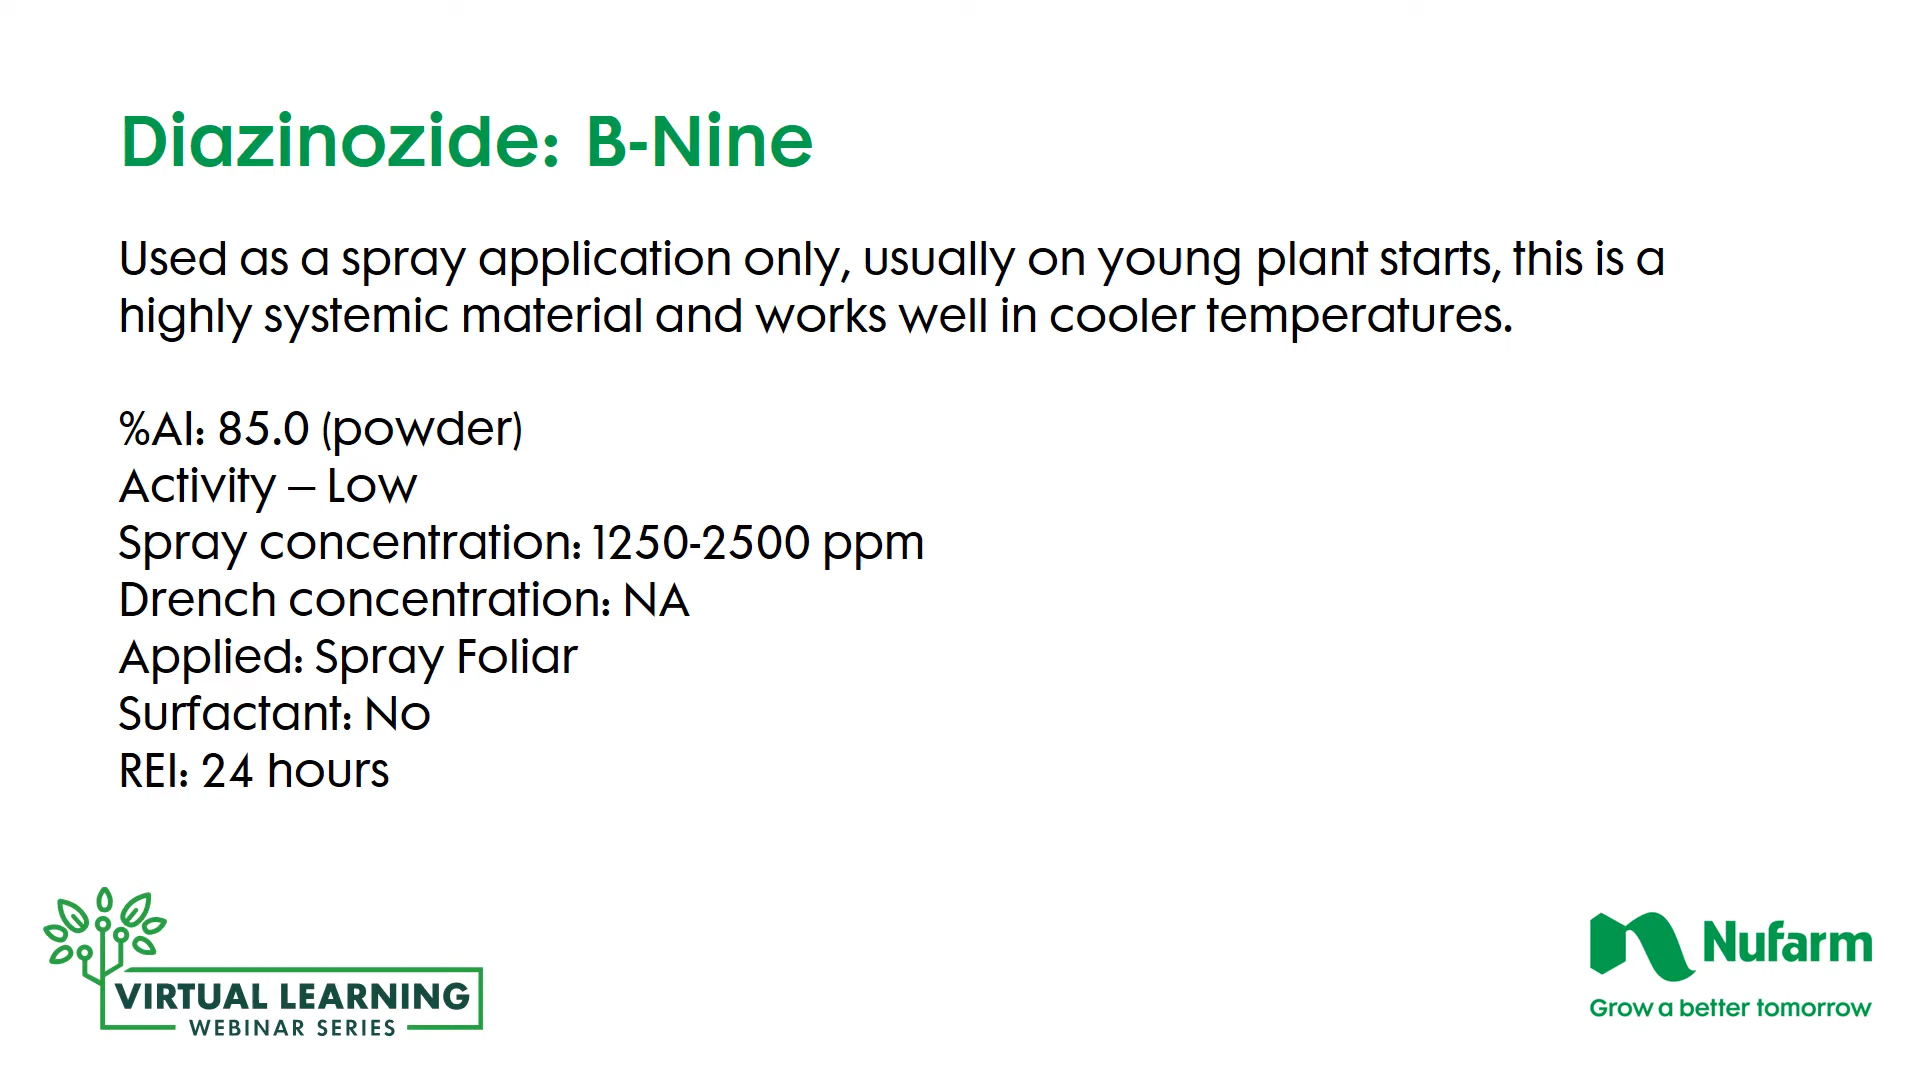 Diazinozide: B-Nine
Used as a spray application only, usually on young plant starts, this is a
highly systemic material and works well in cooler temperatures.
%AI: 85.0 (powder)
Activity – Low
Spray concentration: 1250-2500 ppm
Drench concentration: NA
Applied: Spray Foliar
Surfactant: No
REI: 24 hours
VIRTUAL LEARNING
WEBINAR SERIES
Nufarm
Grow a better tomorrow